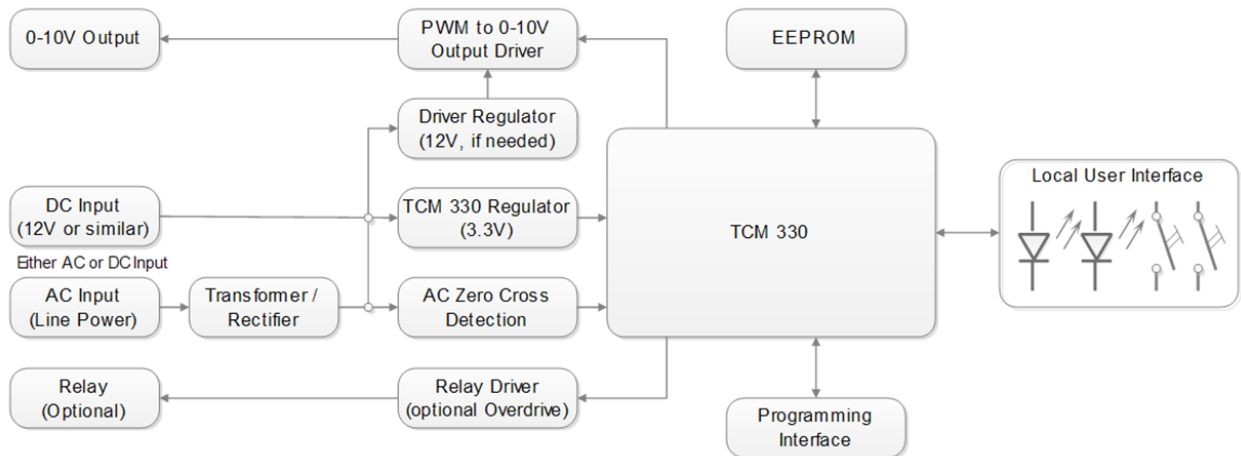 0-10V Output
PWM to 0-10V
Output Driver
EEPROM
Driver Regulator
(12V, if needed)
DC Input
(12V or similar)
TCM 330 Regulator
(3.3V)
TCM 330
Local User Interface
Either AC or DC Input
AC Input
(Line Power)
Transformer /
Rectifier
AC Zero Cross
Detection
Relay
(Optional)
Relay Driver
(optional Overdrive)
Programming
Interface